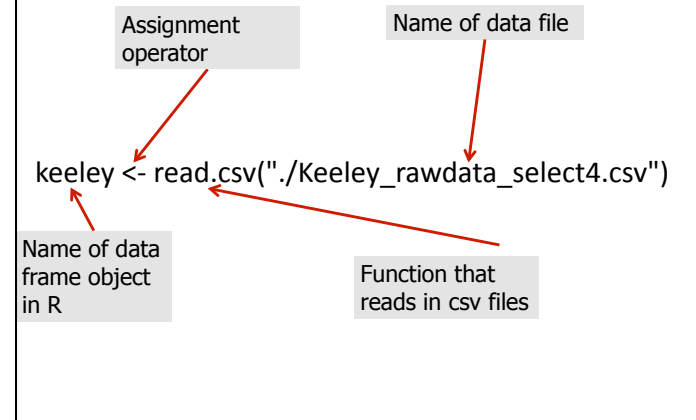 Assignment
operator
Name of data file
keeley <- read.csv("./Keeley_rawdata_select4.csv")
Name of data
frame object
in R
Function that
reads in csv files